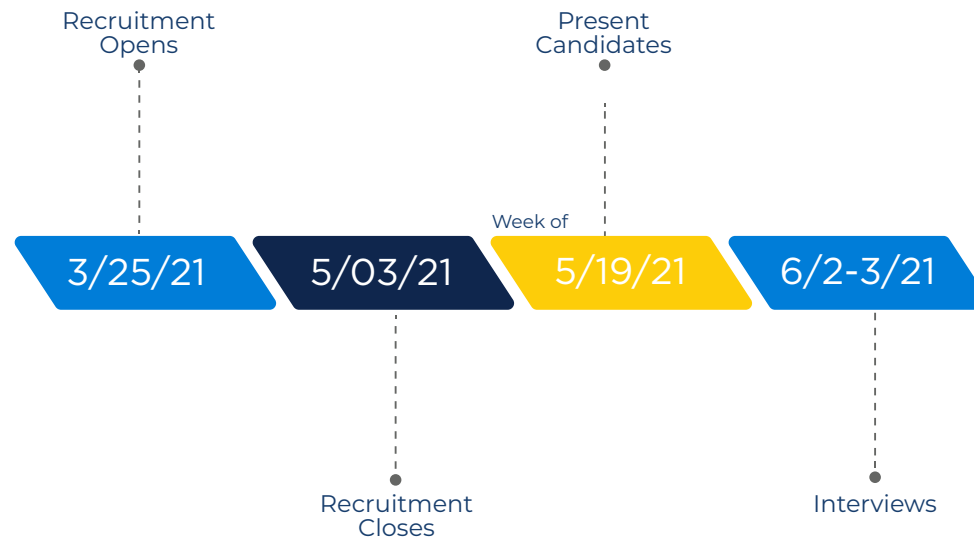 Recruitment
Opens
Present
Candidates
Week of
3/25/21
5/03/21
5/19/21
6/2-3/21
Recruitment
Closes
Interviews